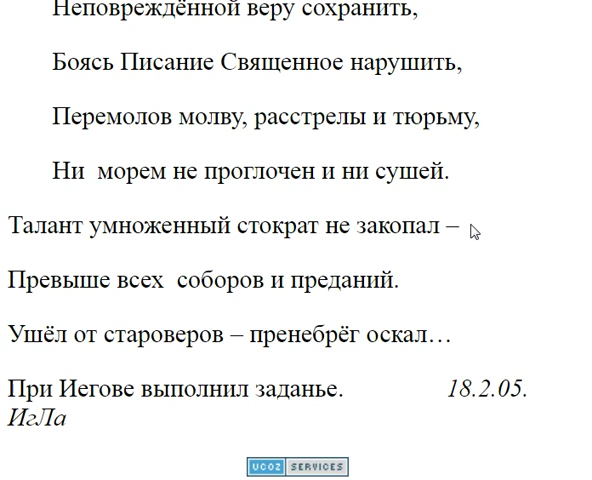 Неповреждённой веру сохранить,
Боясь Писание Священное нарушить,
Перемолов молву, расстрелы и тюрьму,
Ни морем не проглочен и ни сушей.
Талант умноженный стократ не закопал –
Превыше всех соборов и преданий.
Ушёл от староверов – пренебрёг оскал…
При Иегове выполнил заданье. 18.2.05.
ИгЛа
UCOZ SERVICES